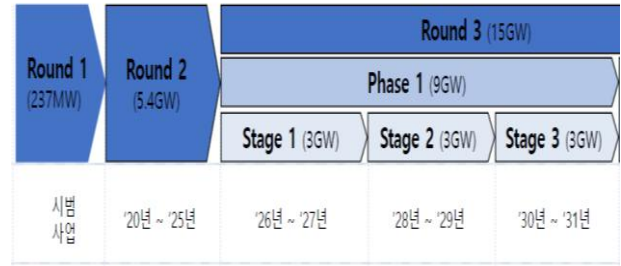 Round 3 (15GW)
Round 1
(237MW)
Round 2
(5.4GW)
Phase 1 (9GW)
Stage 1 (3GW)
Stage 2 (3GW)
Stage 3 (3GW)
시범
사업
'20년 ~ '25년
'26년 ~ '27년
'28년 ~ '29년
'30년 ~ '31년